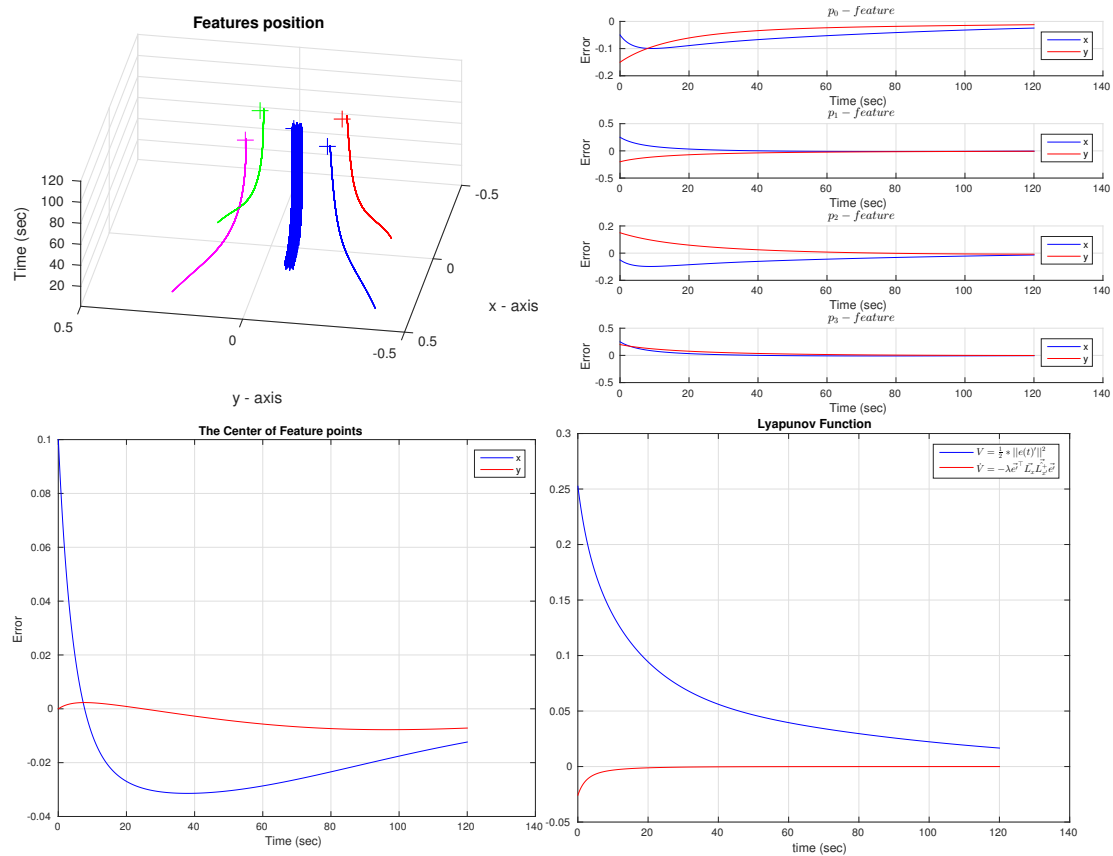 Features position
120
100
80
60
40
20
Time (sec)
0.5
0
-0.5
y - axis
0.5
0
-0.5
x - axis
p₀ − feature
0
-0.1
-0.2
Error
x
y
0 20 40 60 80 100 120 140
Time (sec)
p₁ − feature
0.5
0
-0.5
Error
x
y
0 20 40 60 80 100 120 140
Time (sec)
p₂ − feature
0.2
0
-0.2
Error
x
y
0 20 40 60 80 100 120 140
Time (sec)
p₃ − feature
0.5
0
-0.5
Error
x
y
0 20 40 60 80 100 120 140
Time (sec)
The Center of Feature points
0.1
0.08
0.06
0.04
0.02
0
-0.02
-0.04
Error
x
y
0 20 40 60 80 100 120 140
Time (sec)
Lyapunov Function
0.3
0.25
0.2
0.15
0.1
0.05
0
-0.05
V = ½ * ||e(t)′||²
0 20 40 60 80 100 120 140
time (sec)